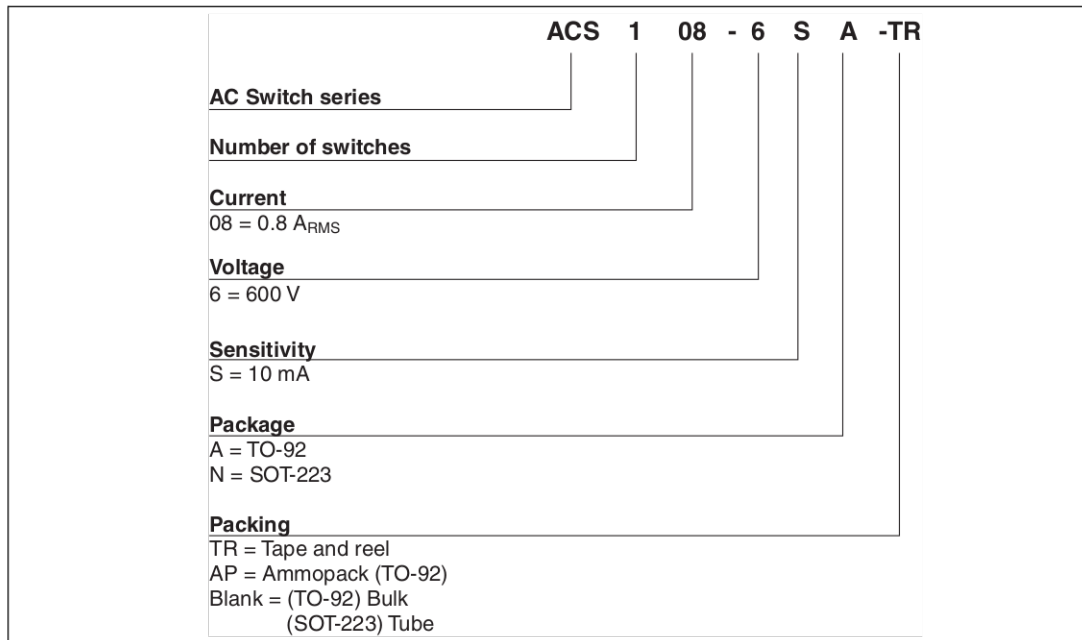 ACS 1 08 - 6 S A -TR
AC Switch series
Number of switches
Current
08 = 0.8 ARMS
Voltage
6 = 600 V
Sensitivity
S = 10 mA
Package
A = TO-92
N = SOT-223
Packing
TR = Tape and reel
AP = Ammopack (TO-92)
Blank = (TO-92) Bulk
(SOT-223) Tube